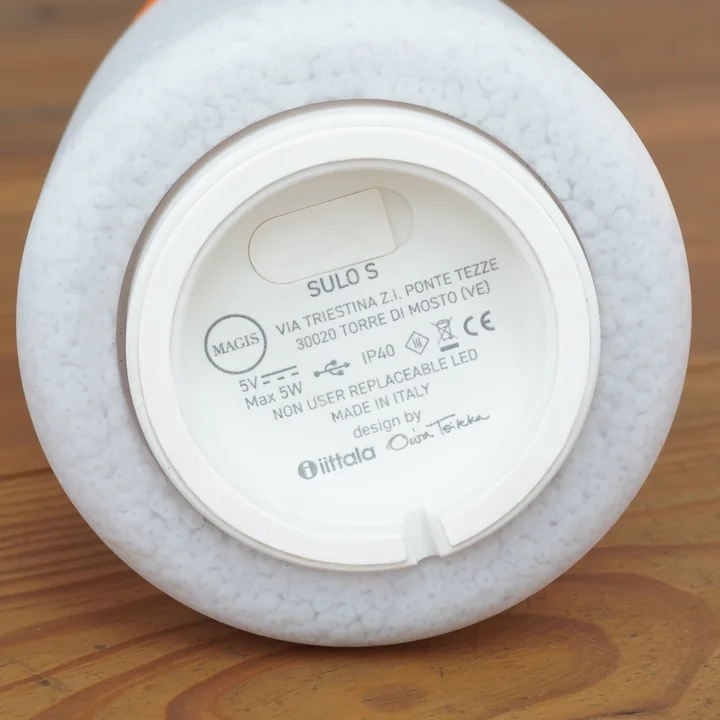 SULO S
MAGIS
VIA TRIESTINA Z.I. PONTE TEZZE
30020 TORRE DI MOSTO (VE)
5V
Max 5W
IP40
III
CE
NON USER REPLACEABLE LED
MADE IN ITALY
design by
i iittala
Oiva Toikka